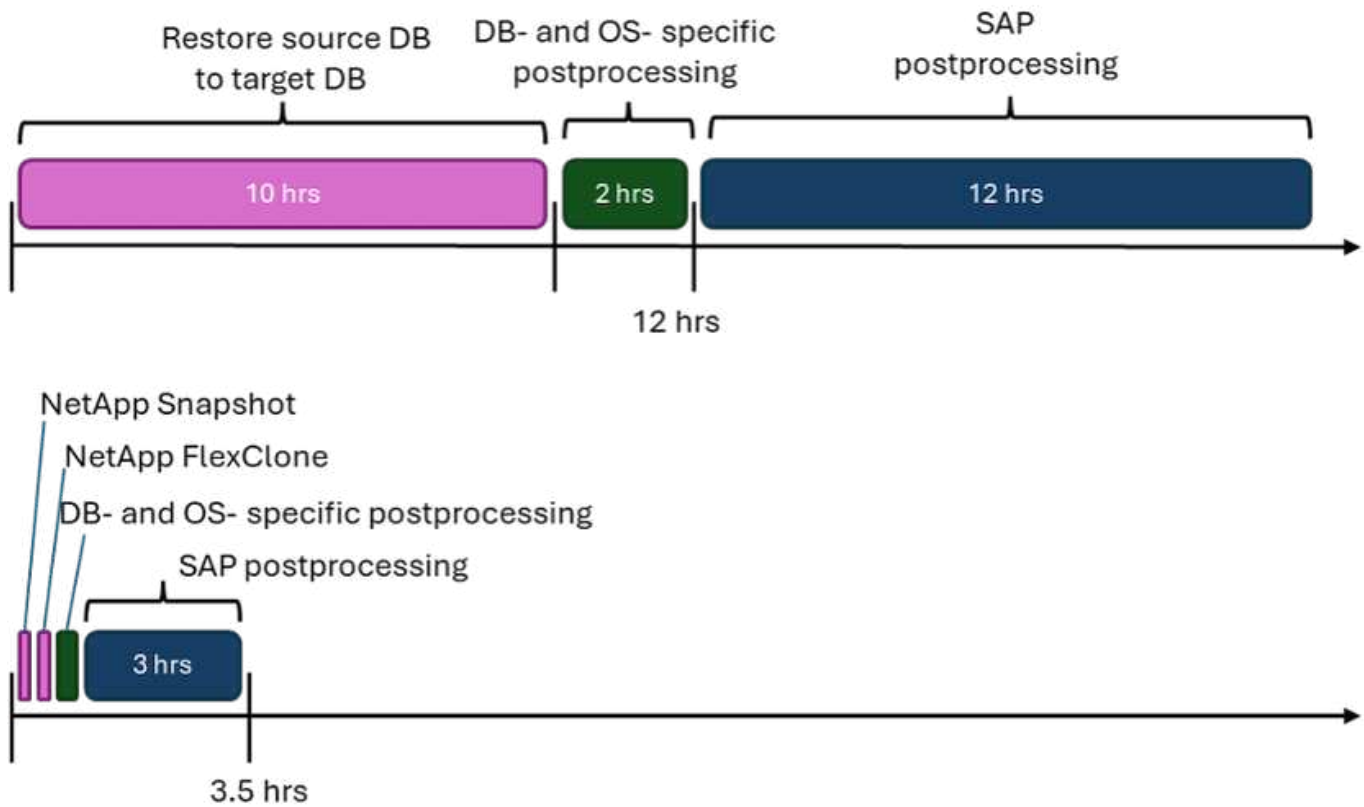 Restore source DB
to target DB
DB- and OS- specific
postprocessing
SAP
postprocessing
10 hrs
2 hrs
12 hrs
12 hrs
NetApp Snapshot
NetApp FlexClone
DB- and OS- specific postprocessing
SAP postprocessing
3 hrs
3.5 hrs